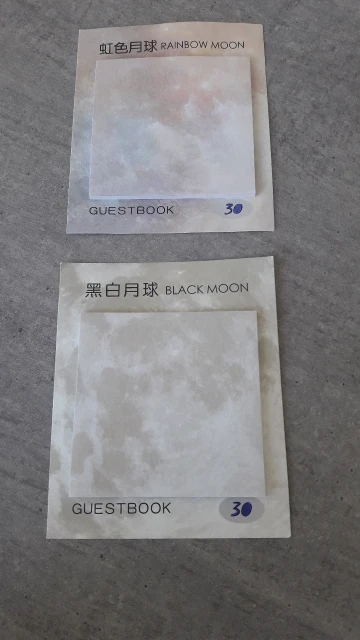 虹色月球 RAINBOW MOON
GUESTBOOK 30
黑白月球 BLACK MOON
GUESTBOOK 30